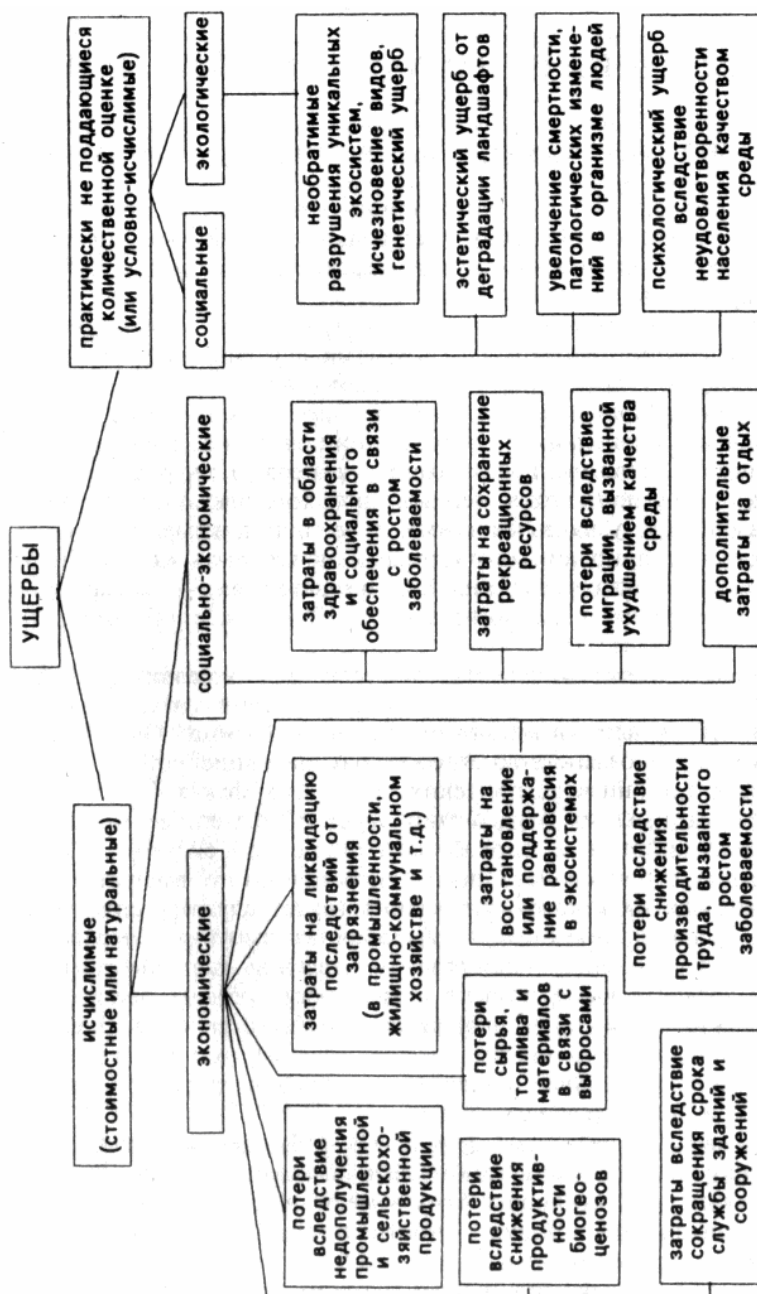 УЩЕРБЫ
ИСЧИСЛИМЫЕ
(СТОИМОСТНЫЕ ИЛИ НАТУРАЛЬНЫЕ)
ПРАКТИЧЕСКИ НЕ ПОДДАЮЩИЕСЯ
КОЛИЧЕСТВЕННОЙ ОЦЕНКЕ
(ИЛИ УСЛОВНО-ИСЧИСЛИМЫЕ)
ЭКОНОМИЧЕСКИЕ
СОЦИАЛЬНО-ЭКОНОМИЧЕСКИЕ
СОЦИАЛЬНЫЕ
ЭКОЛОГИЧЕСКИЕ
ПОТЕРИ
ВСЛЕДСТВИЕ
НЕДОПОЛУЧЕНИЯ
ПРОМЫШЛЕННОЙ
И СЕЛЬСКОХО-
ЗЯЙСТВЕННОЙ
ПРОДУКЦИИ
ЗАТРАТЫ НА ЛИКВИДАЦИЮ
ПОСЛЕДСТВИЙ ОТ
ЗАГРЯЗНЕНИЯ
(В ПРОМЫШЛЕННОСТИ,
ЖИЛИЩНО-КОММУНАЛЬНОМ
ХОЗЯЙСТВЕ И Т.Д.)
ЗАТРАТЫ В ОБЛАСТИ
ЗДРАВООХРАНЕНИЯ
И СОЦИАЛЬНОГО
ОБЕСПЕЧЕНИЯ В СВЯЗИ
С РОСТОМ
ЗАБОЛЕВАЕМОСТИ
НЕОБРАТИМЫЕ
РАЗРУШЕНИЯ УНИКАЛЬНЫХ
ЭКОСИСТЕМ,
ИСЧЕЗНОВЕНИЕ ВИДОВ,
ГЕНЕТИЧЕСКИЙ УЩЕРБ
ПОТЕРИ
ВСЛЕДСТВИЕ
СНИЖЕНИЯ
ПРОДУКТИВ-
НОСТИ
БИОГЕО-
ЦЕНОЗОВ
ПОТЕРИ
СЫРЬЯ,
ТОПЛИВА И
МАТЕРИАЛОВ
В СВЯЗИ С
ВЫБРОСАМИ
ЗАТРАТЫ НА
ВОССТАНОВЛЕНИЕ
ИЛИ ПОДДЕРЖА-
НИЕ РАВНОВЕСИЯ
В ЭКОСИСТЕМАХ
ЗАТРАТЫ НА СОХРАНЕНИЕ
РЕКРЕАЦИОННЫХ
РЕСУРСОВ
ЭСТЕТИЧЕСКИЙ УЩЕРБ ОТ
ДЕГРАДАЦИИ ЛАНДШАФТОВ
ПОТЕРИ ВСЛЕДСТВИЕ
МИГРАЦИИ, ВЫЗВАННОЙ
УХУДШЕНИЕМ КАЧЕСТВА
СРЕДЫ
УВЕЛИЧЕНИЕ СМЕРТНОСТИ,
ПАТОЛОГИЧЕСКИХ ИЗМЕНЕ-
НИЙ В ОРГАНИЗМЕ ЛЮДЕЙ
ЗАТРАТЫ ВСЛЕДСТВИЕ
СОКРАЩЕНИЯ СРОКА
СЛУЖБЫ ЗДАНИЙ И
СООРУЖЕНИЙ
ПОТЕРИ ВСЛЕДСТВИЕ
СНИЖЕНИЯ
ПРОИЗВОДИТЕЛЬНОСТИ
ТРУДА, ВЫЗВАННОГО
РОСТОМ
ЗАБОЛЕВАЕМОСТИ
ДОПОЛНИТЕЛЬНЫЕ
ЗАТРАТЫ НА ОТДЫХ
ПСИХОЛОГИЧЕСКИЙ УЩЕРБ
ВСЛЕДСТВИЕ
НЕУДОВЛЕТВОРЕННОСТИ
НАСЕЛЕНИЯ КАЧЕСТВОМ
СРЕДЫ